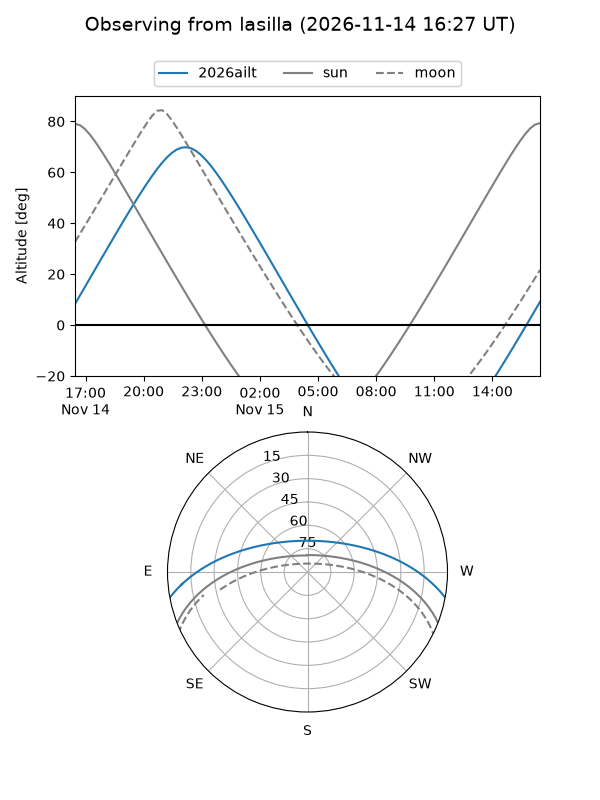 Observing from lasilla (2026-11-14 16:27 UT)
2026ailt sun moon
Altitude [deg]
80
60
40
20
0
−20
17:00 20:00 23:00 02:00 05:00 08:00 11:00 14:00
Nov 14 Nov 15
N
NE NW
15
30
45
60
75
E W
SE SW
S